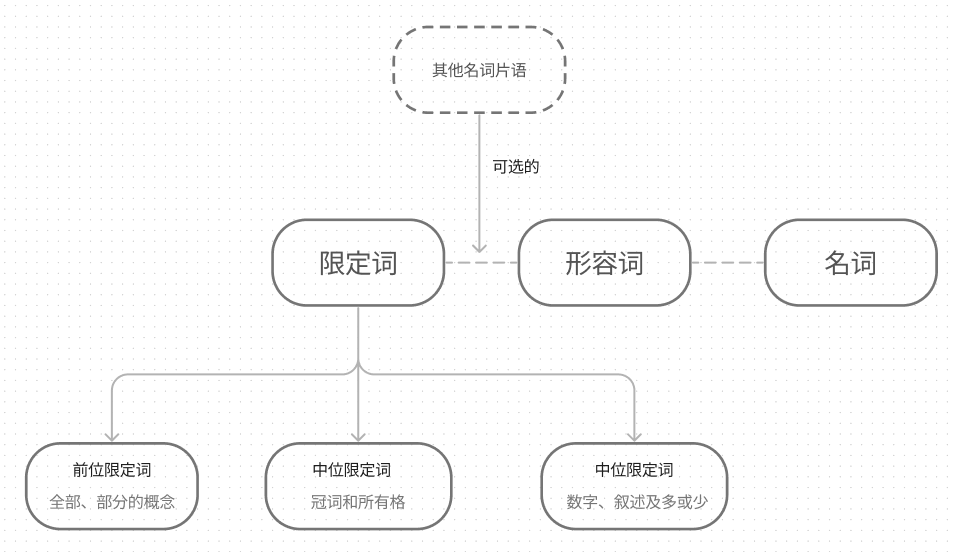 其他名词片语
可选的
限定词
形容词
名词
前位限定词
全部、部分的概念
中位限定词
冠词和所有格
中位限定词
数字、叙述及多或少